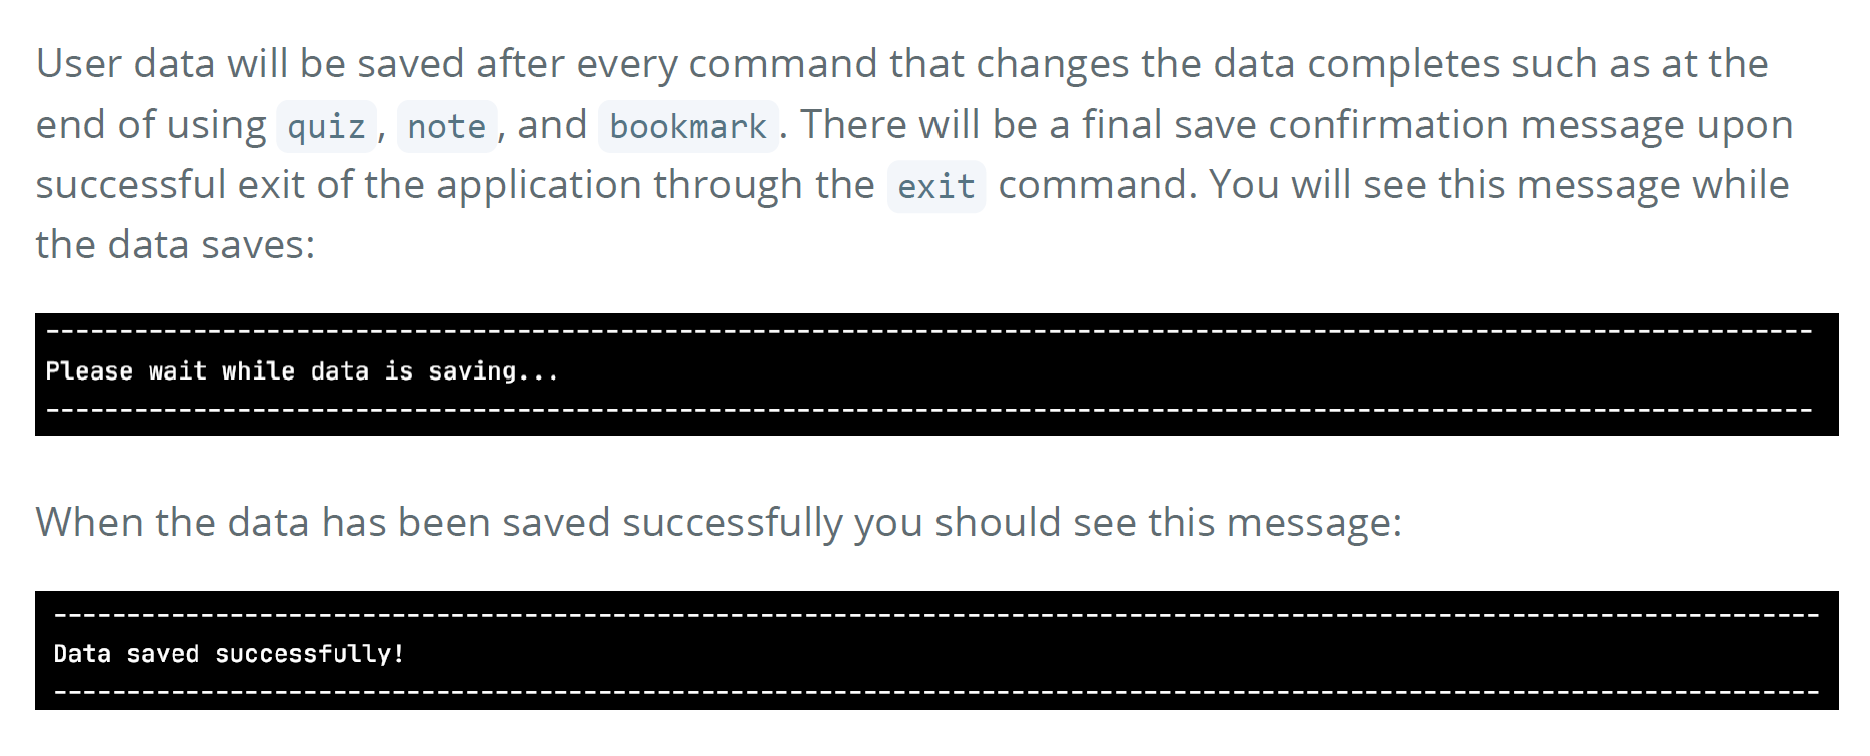 User data will be saved after every command that changes the data completes such as at the
end of using quiz, note, and bookmark. There will be a final save confirmation message upon
successful exit of the application through the exit command. You will see this message while
the data saves:
------------------------------------------------------------------------------------------------------------------------
Please wait while data is saving...
------------------------------------------------------------------------------------------------------------------------
When the data has been saved successfully you should see this message:
------------------------------------------------------------------------------------------------------------------------
Data saved successfully!
------------------------------------------------------------------------------------------------------------------------